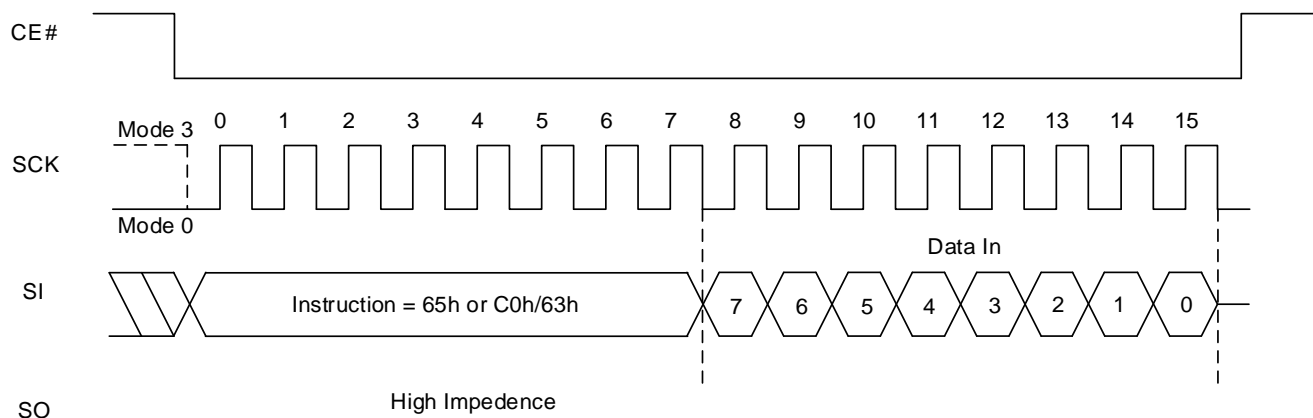 CE#
0 1 2 3 4 5 6 7 8 9 10 11 12 13 14 15
Mode 3
SCK
Mode 0
Data In
SI
Instruction = 65h or C0h/63h
7 6 5 4 3 2 1 0
High Impedence
SO